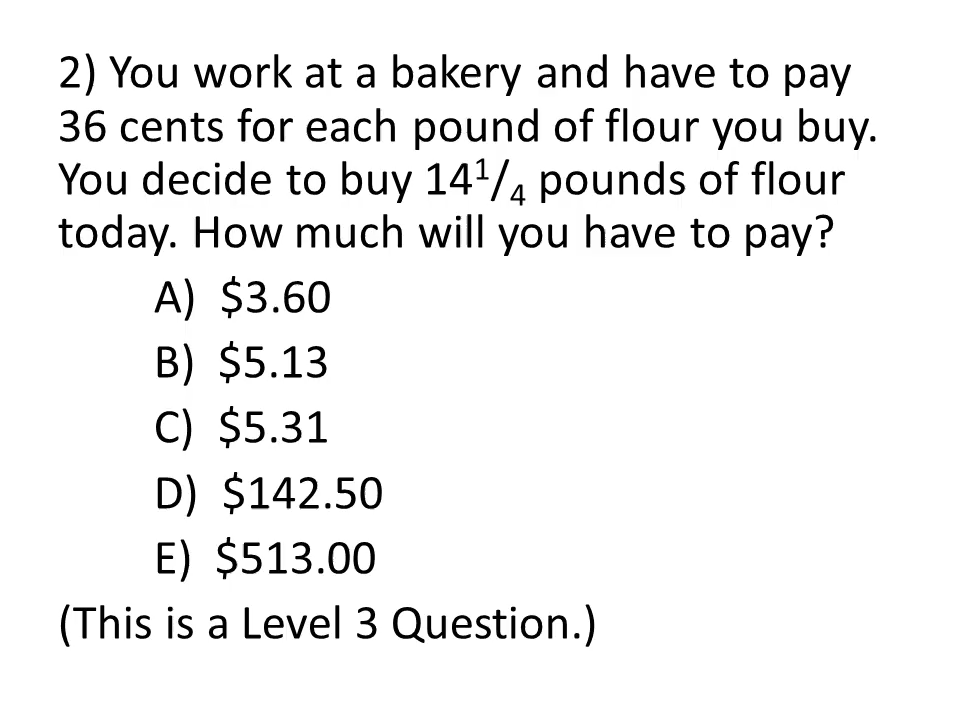 2) You work at a bakery and have to pay
36 cents for each pound of flour you buy.
You decide to buy 14¹/₄ pounds of flour
today. How much will you have to pay?
A) $3.60
B) $5.13
C) $5.31
D) $142.50
E) $513.00
(This is a Level 3 Question.)